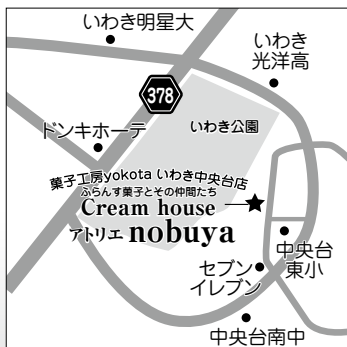 いわき明星大
いわき
光洋高
378
いわき公園
ドンキホーテ
菓子工房yokota いわき中央台店
ふらんす菓子とその仲間たち
Cream house
アトリエ nobuya
中央台
東小
セブン
イレブン
中央台南中